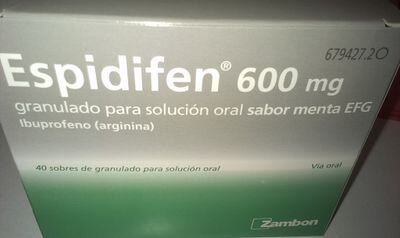 679427.2
Espidifen® 600 mg
granulado para solución oral sabor menta EFG
Ibuprofeno (arginina)
40 sobres de granulado para solución oral
Vía oral
Zambon